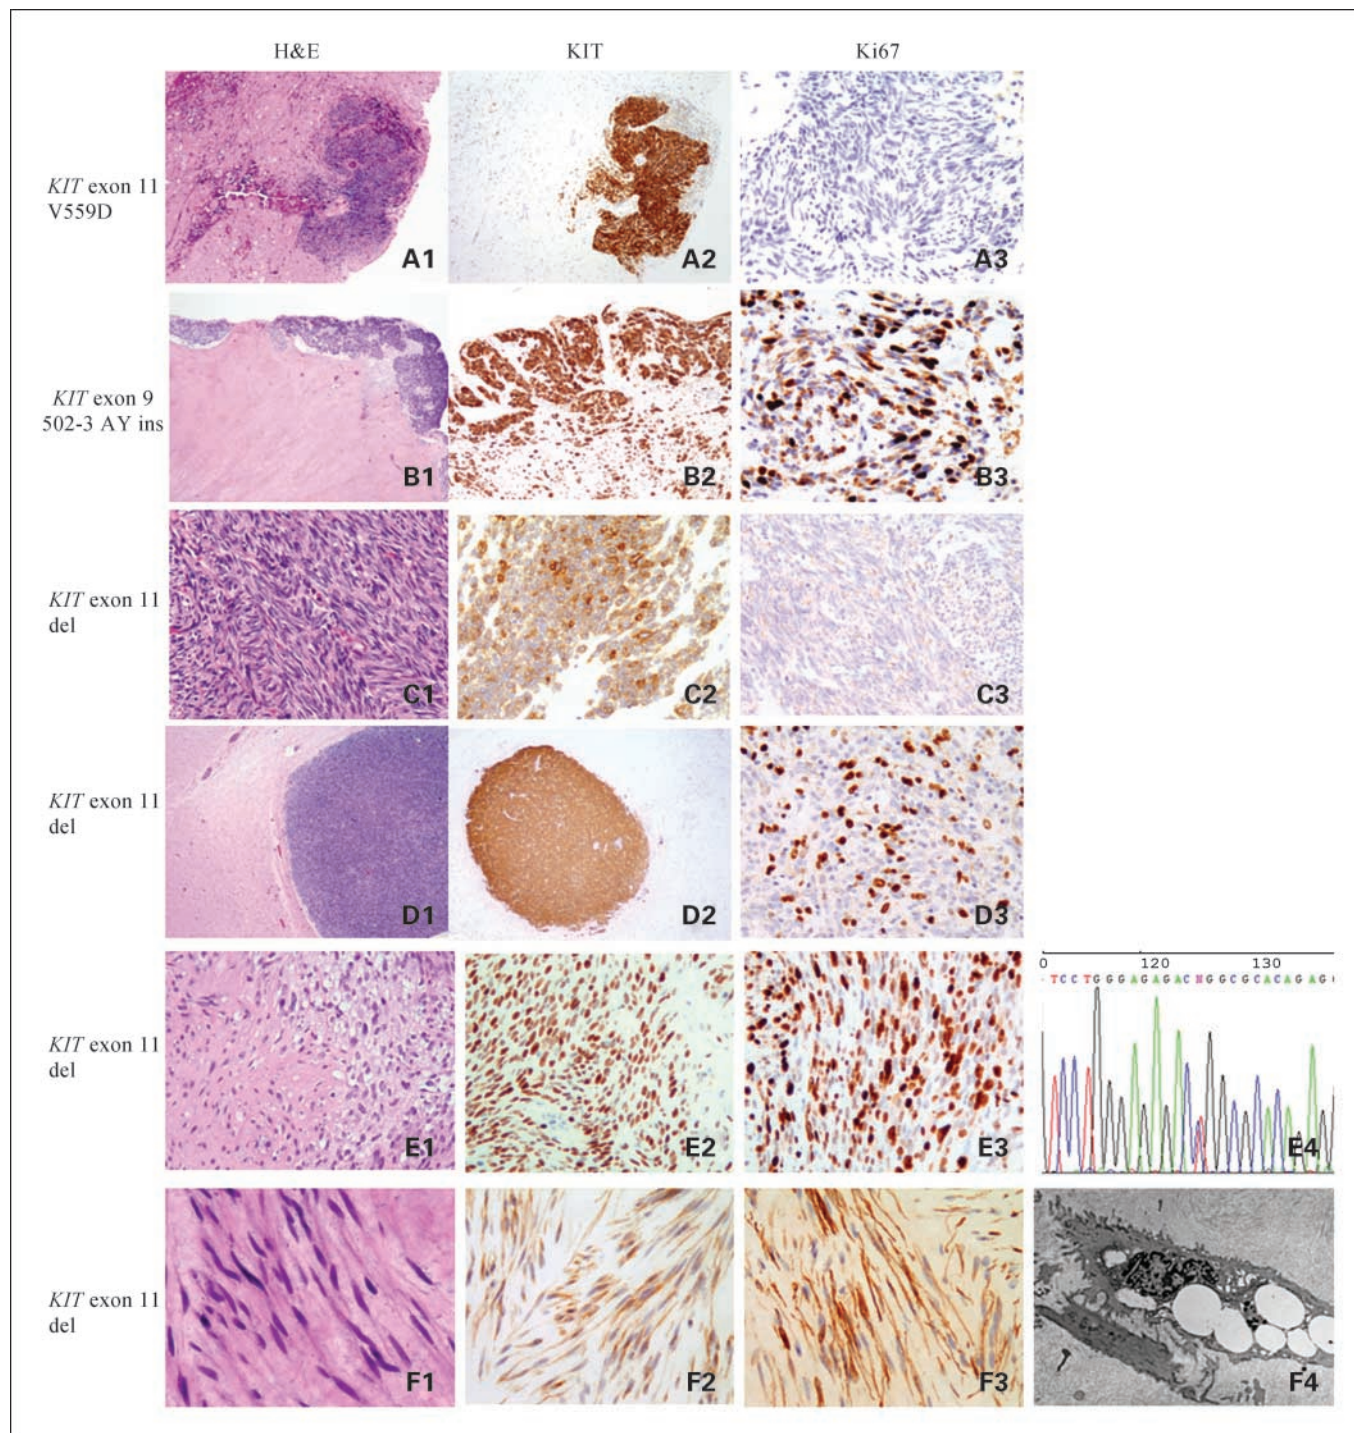 H&E KIT Ki67
KIT exon 11
V559D
A1 A2 A3
KIT exon 9
502-3 AY ins
B1 B2 B3
KIT exon 11
del
C1 C2 C3
KIT exon 11
del
D1 D2 D3
0 120 130
TCCTGGGAGAGACNGGCGCACAGAG
KIT exon 11
del
E1 E2 E3 E4
KIT exon 11
del
F1 F2 F3 F4